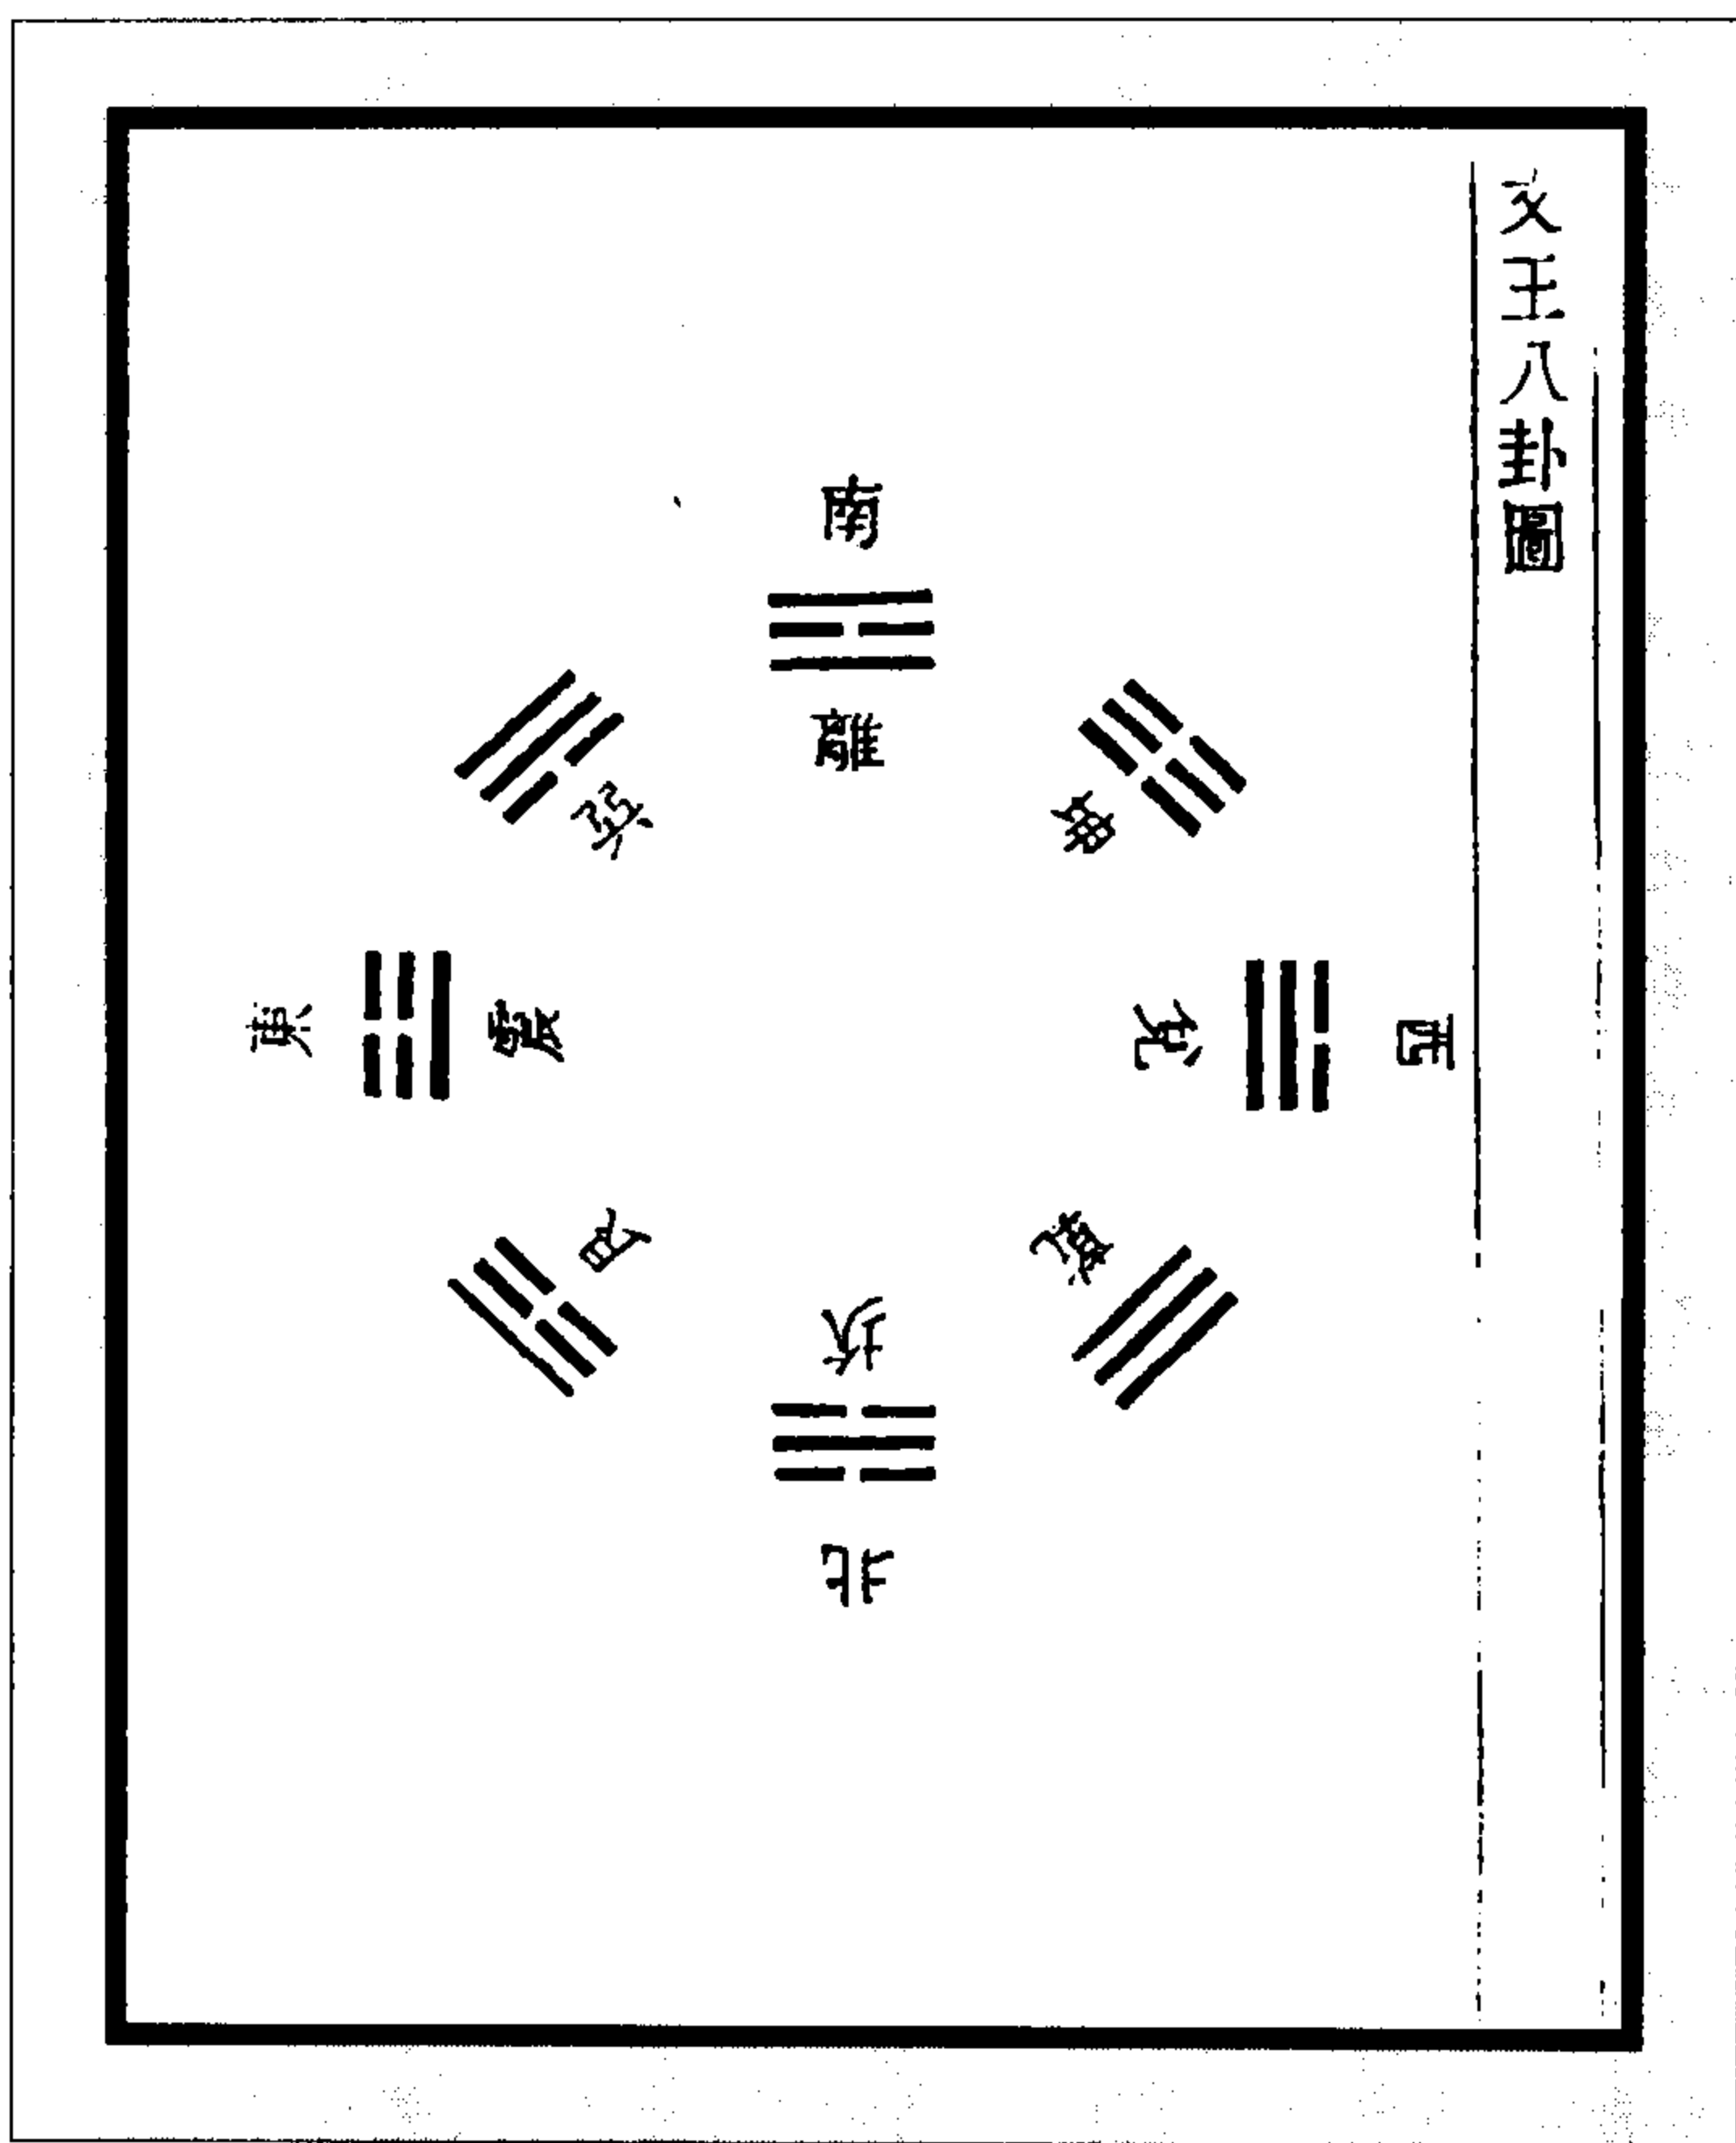 文王八卦圖
南
離
坤
兌
西
乾
坎
北
艮
震
東
巽